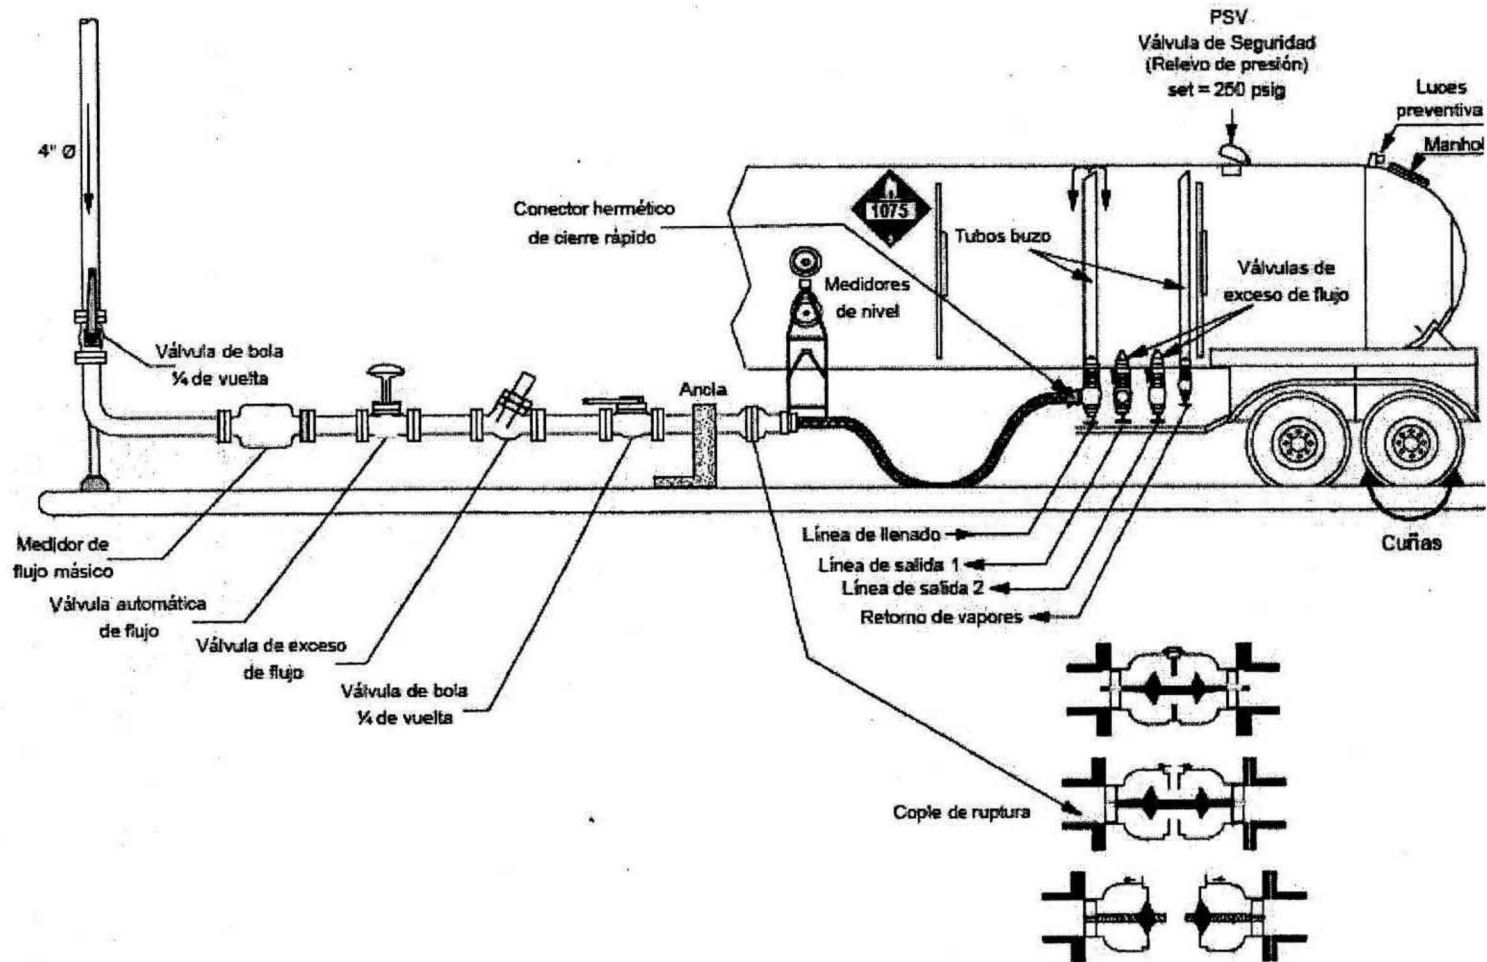 PSV
Válvula de Seguridad
(Relevo de presión)
set = 250 psig
Luces
preventiva
Manhol
4" Ø
1075
Conector hermético
de cierre rápido
Tubos buzo
Válvulas de
exceso de flujo
Medidores
de nivel
Válvula de bola
¼ de vuelta
Ancla
Medidor de
flujo másico
Válvula automática
de flujo
Válvula de exceso
de flujo
Válvula de bola
¼ de vuelta
Línea de llenado
Línea de salida 1
Línea de salida 2
Retorno de vapores
Cuñas
Cople de ruptura